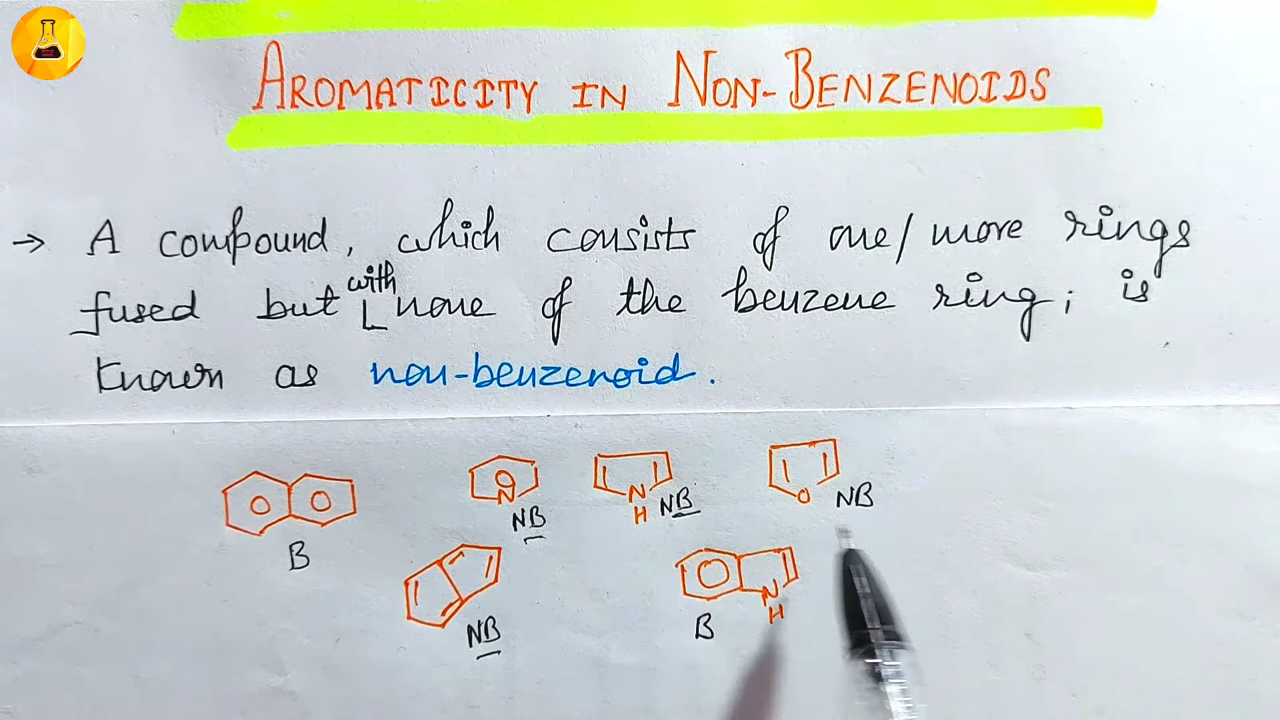 AROMATICITY IN NON-BENZENOIDS
→ A compound, which consists of one/more rings
with
fused but none of the benzene ring; is
known as non-benzenoid.
N
N
H
O
NB
NB
NB
B
N
H
NB
B